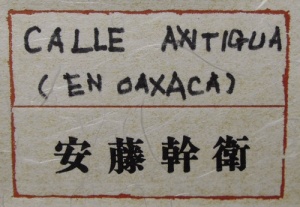 CALLE ANTIGUA
(EN OAXACA)
安藤幹衛